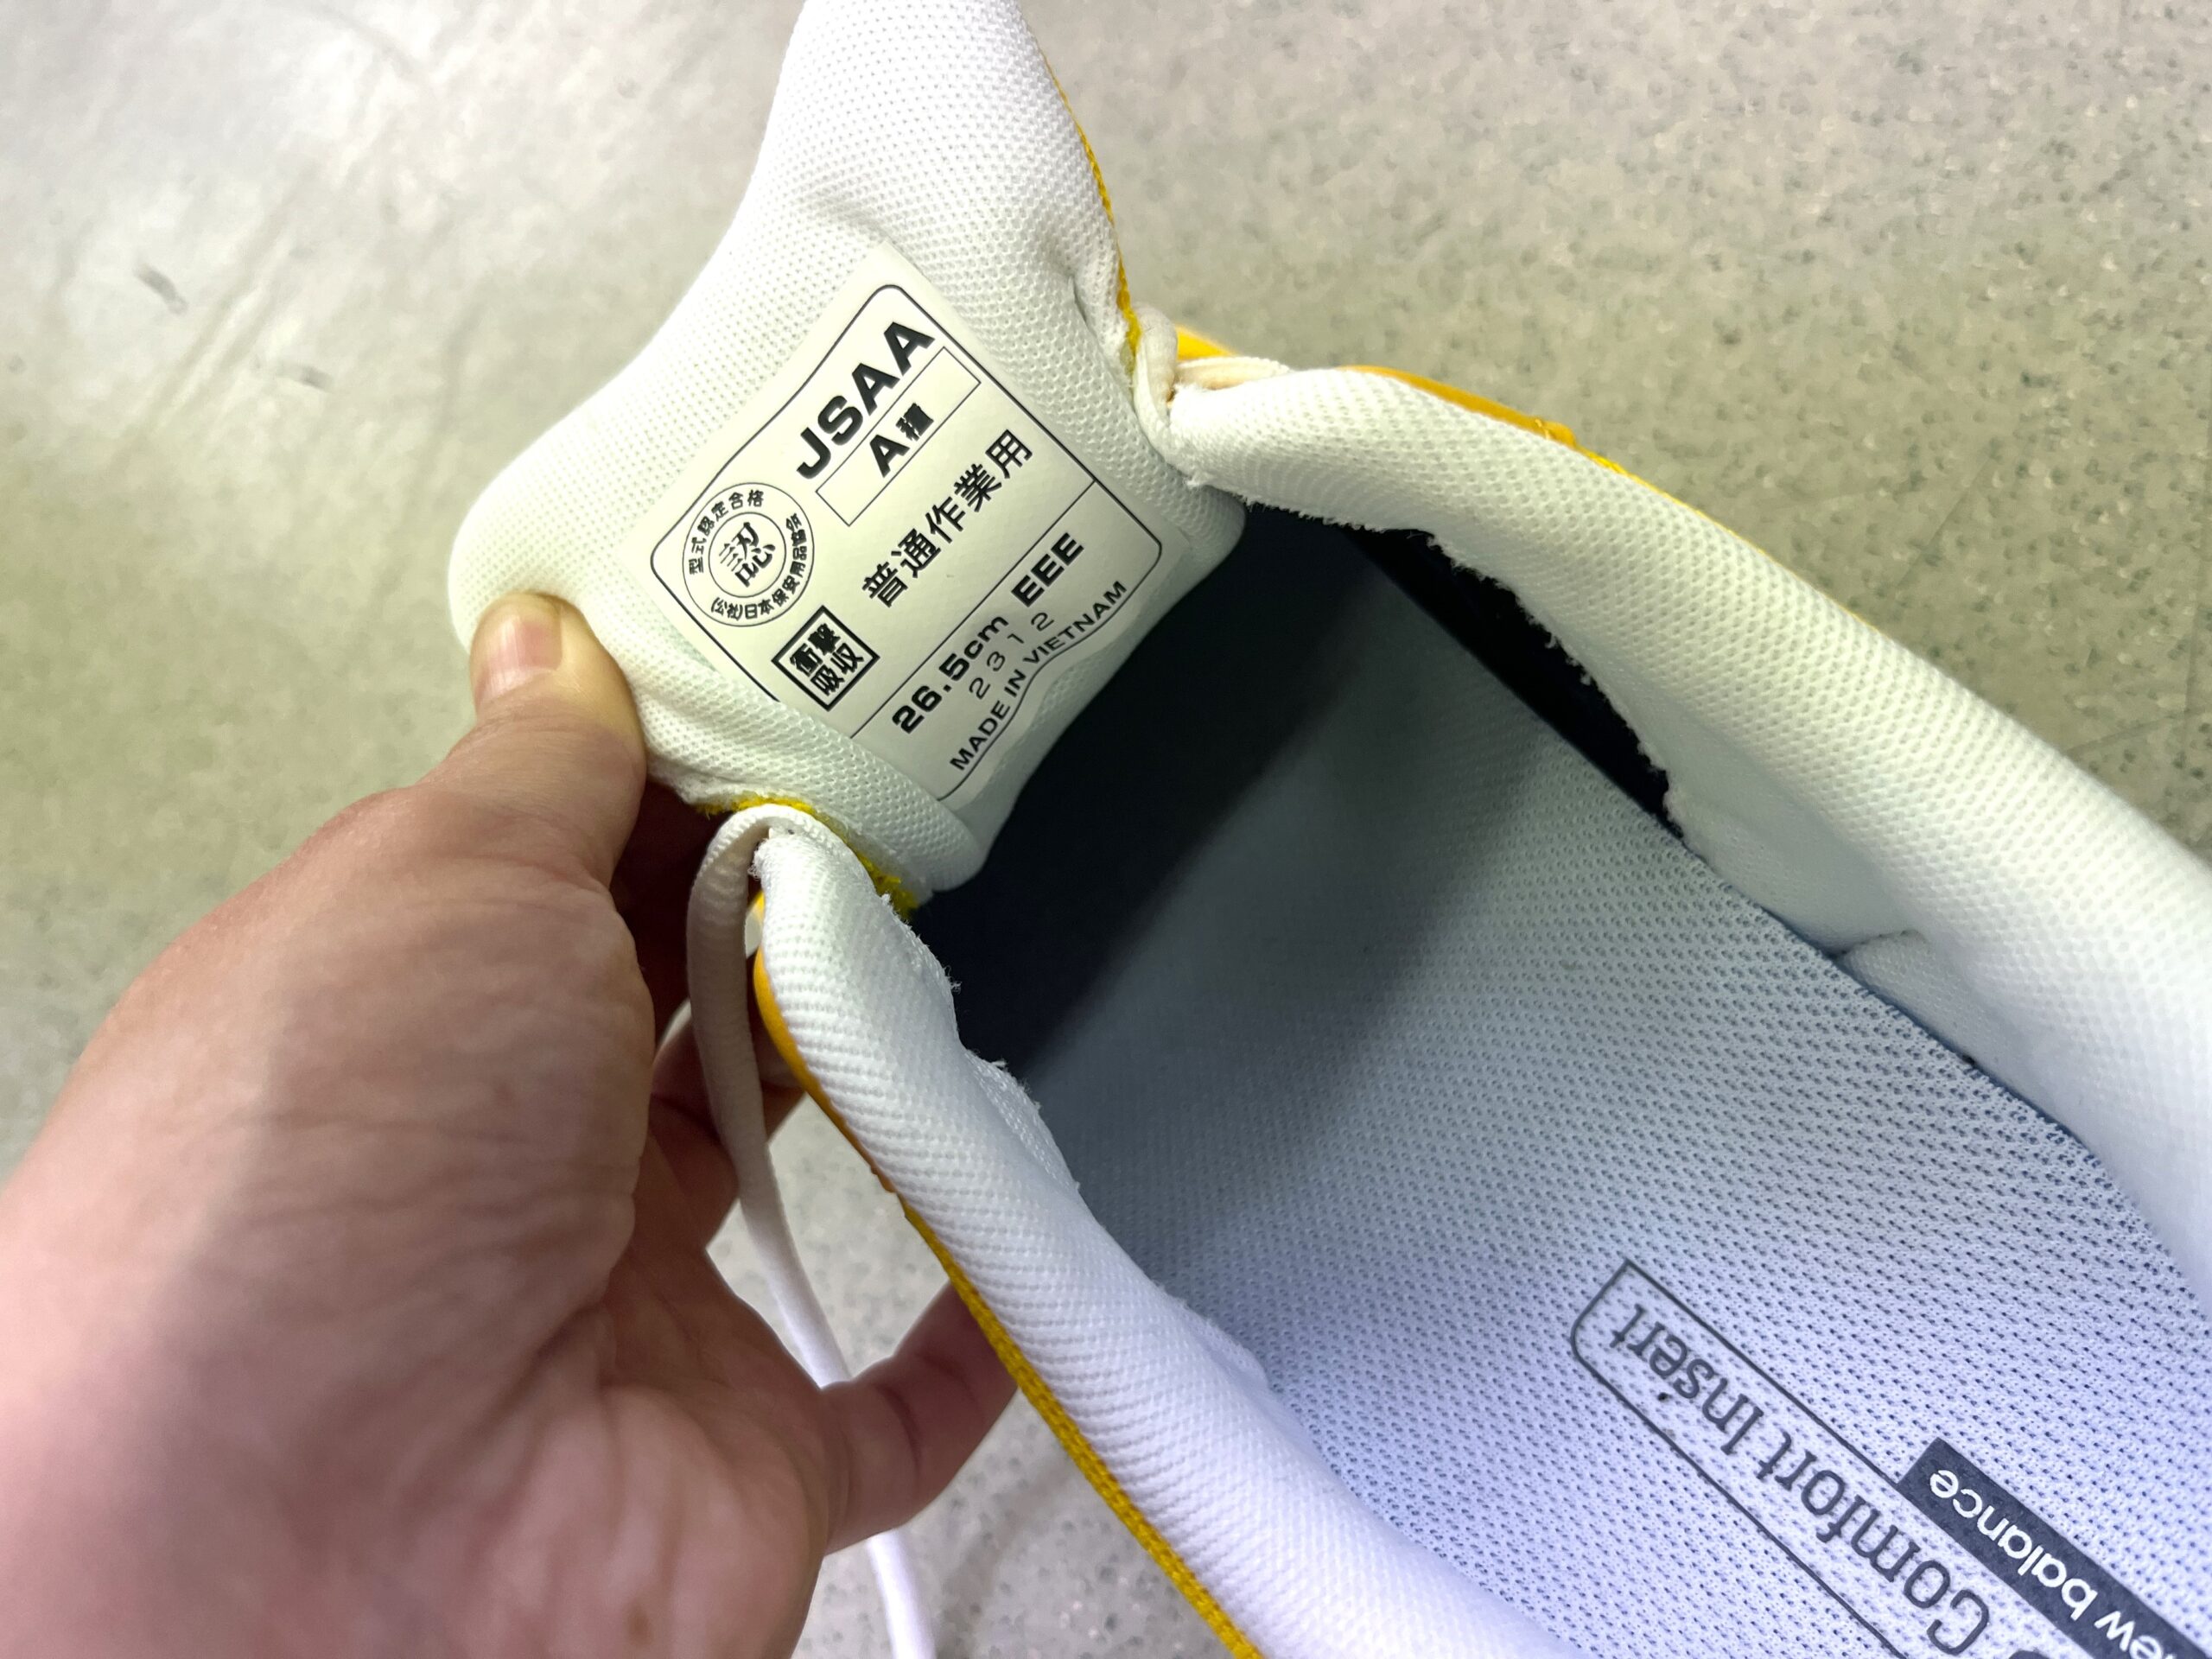 JSAA
A種
型式認定合格
認
(公社)日本保安用品協会
普通作業用
衝撃
吸収
26.5cm EEE
2312
MADE IN VIETNAM
Comfort Insert
ew balance